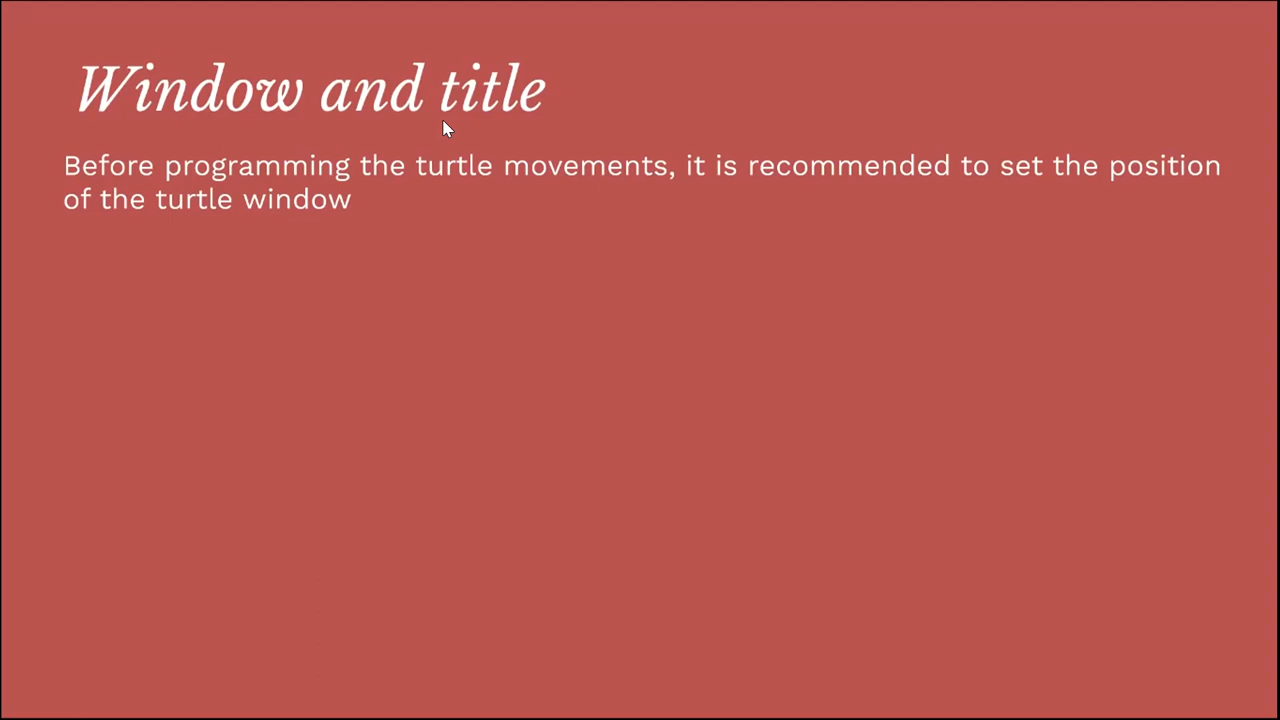 Window and title
Before programming the turtle movements, it is recommended to set the position
of the turtle window